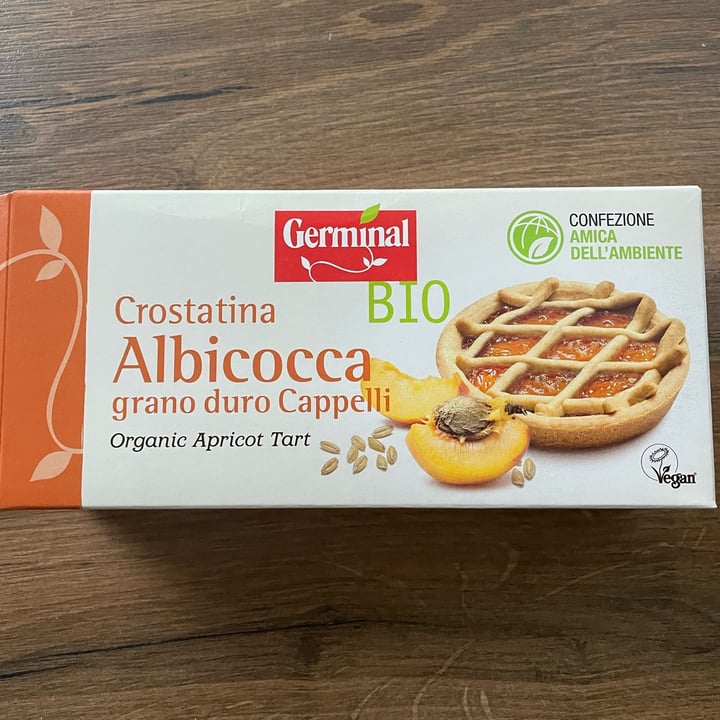 Germinal
CONFEZIONE
AMICA
DELL'AMBIENTE
BIO
Crostatina
Albicocca
grano duro Cappelli
Organic Apricot Tart
Vegan